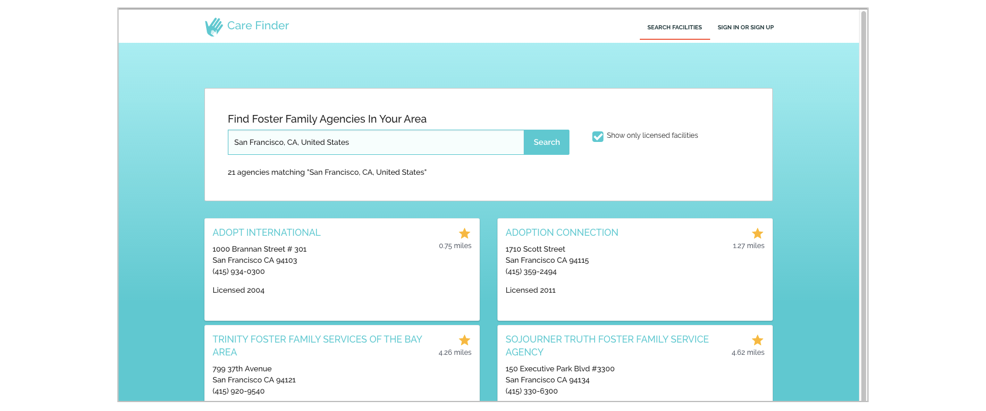 Care Finder
SEARCH FACILITIES
SIGN IN OR SIGN UP
Find Foster Family Agencies In Your Area
San Francisco, CA, United States
Search
Show only licensed facilities
21 agencies matching "San Francisco, CA, United States"
ADOPT INTERNATIONAL
0.75 miles
1000 Brannan Street # 301
San Francisco CA 94103
(415) 934-0300
Licensed 2004
ADOPTION CONNECTION
1.27 miles
1710 Scott Street
San Francisco CA 94115
(415) 359-2494
Licensed 2011
TRINITY FOSTER FAMILY SERVICES OF THE BAY
AREA
4.26 miles
799 37th Avenue
San Francisco CA 94121
(415) 920-9540
SOJOURNER TRUTH FOSTER FAMILY SERVICE
AGENCY
4.62 miles
150 Executive Park Blvd #3300
San Francisco CA 94134
(415) 330-6300